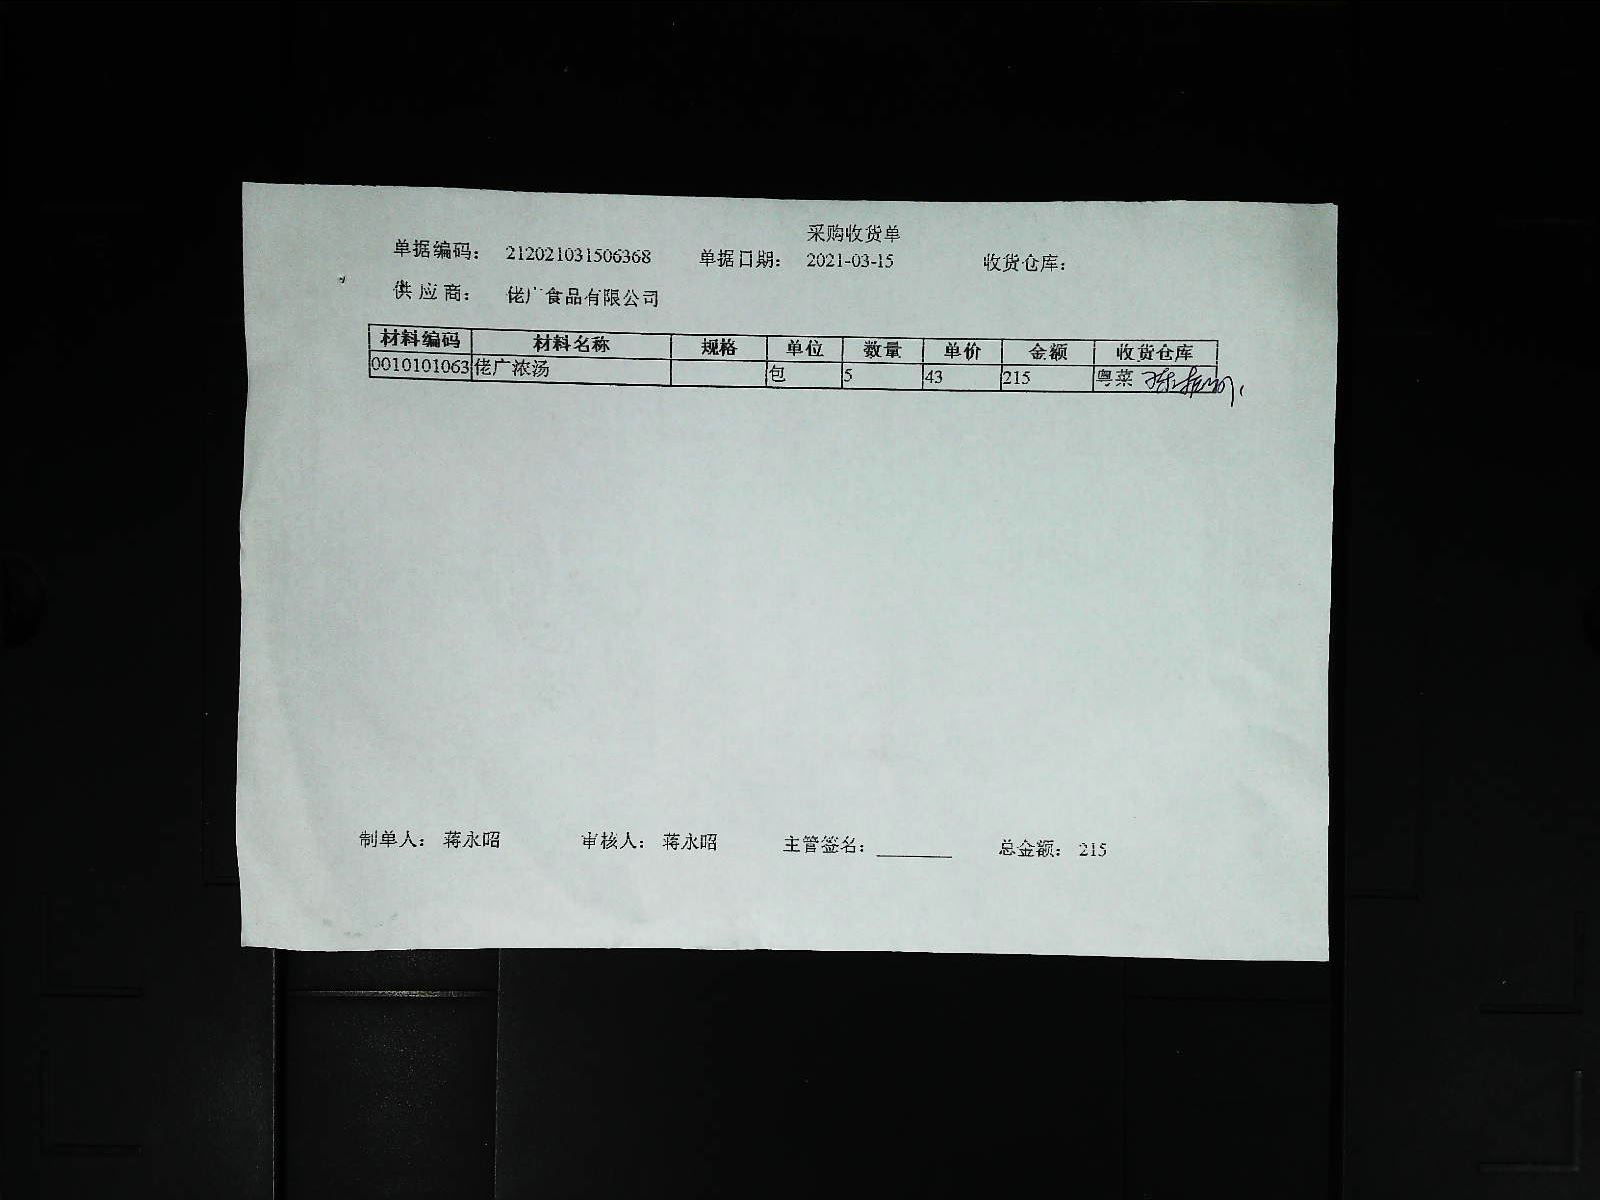 采购收货单
单据编码： 212021031506368 单据日期： 2021-03-15 收货仓库：
供应商： 佬广食品有限公司
材料编码 材料名称 规格 单位 数量 单价 金额 收货仓库
0010101063 佬广浓汤 包 5 43 215 粤菜
制单人： 蒋永昭 审核人： 蒋永昭 主管签名： 总金额： 215